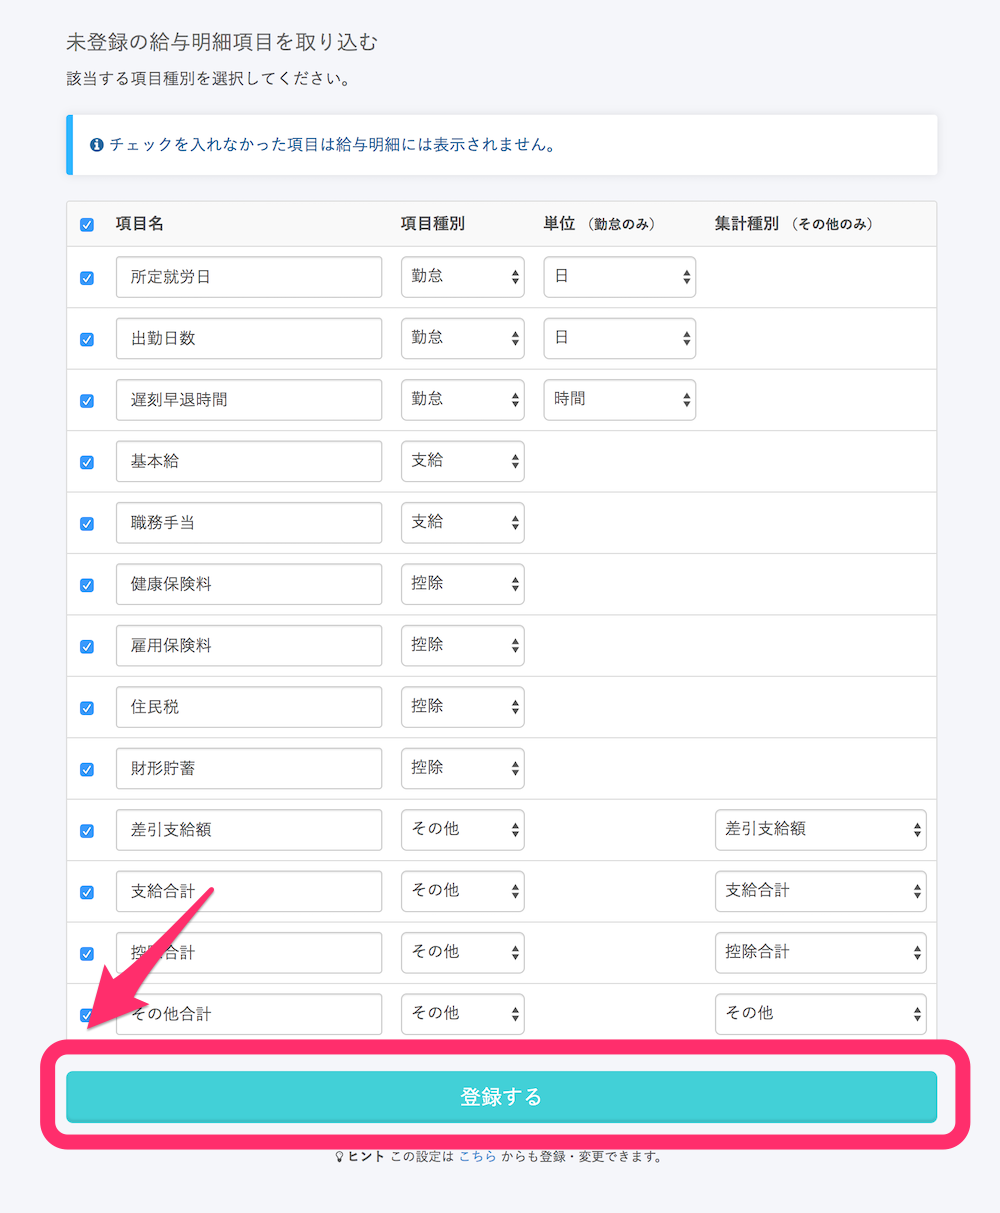 未登録の給与明細項目を取り込む
該当する項目種別を選択してください。
チェックを入れなかった項目は給与明細には表示されません。
項目名 項目種別 単位 (勤怠のみ) 集計種別 (その他のみ)
所定就労日 勤怠 日
出勤日数 勤怠 日
遅刻早退時間 勤怠 時間
基本給 支給
職務手当 支給
健康保険料 控除
雇用保険料 控除
住民税 控除
財形貯蓄 控除
差引支給額 その他 差引支給額
支給合計 その他 支給合計
控除合計 その他 控除合計
その他合計 その他 その他
登録する
ヒント この設定は こちら からも登録・変更できます。